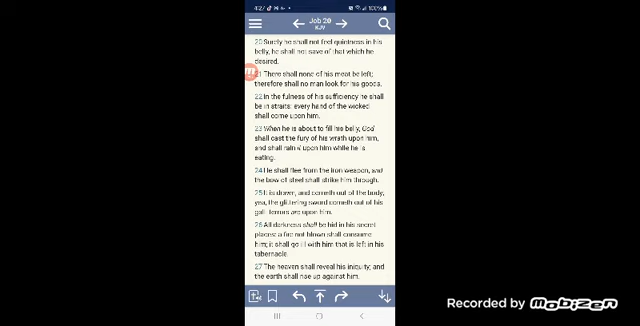 4:27
Job 20
KJV
20 Surely he shall not feel quietness in his
belly, he shall not save of that which he
desired.
21 There shall none of his meat be left;
therefore shall no man look for his goods.
22 In the fulness of his sufficiency he shall
be in straits: every hand of the wicked
shall come upon him.
23 When he is about to fill his belly, God
shall cast the fury of his wrath upon him,
and shall rain it upon him while he is
eating.
24 He shall flee from the iron weapon, and
the bow of steel shall strike him through.
25 It is drawn, and cometh out of the body;
yea, the glittering sword cometh out of his
gall: terrors are upon him.
26 All darkness shall be hid in his secret
places: a fire not blown shall consume
him; it shall go ill with him that is left in his
tabernacle.
27 The heaven shall reveal his iniquity; and
the earth shall rise up against him.
Recorded by Mobizen